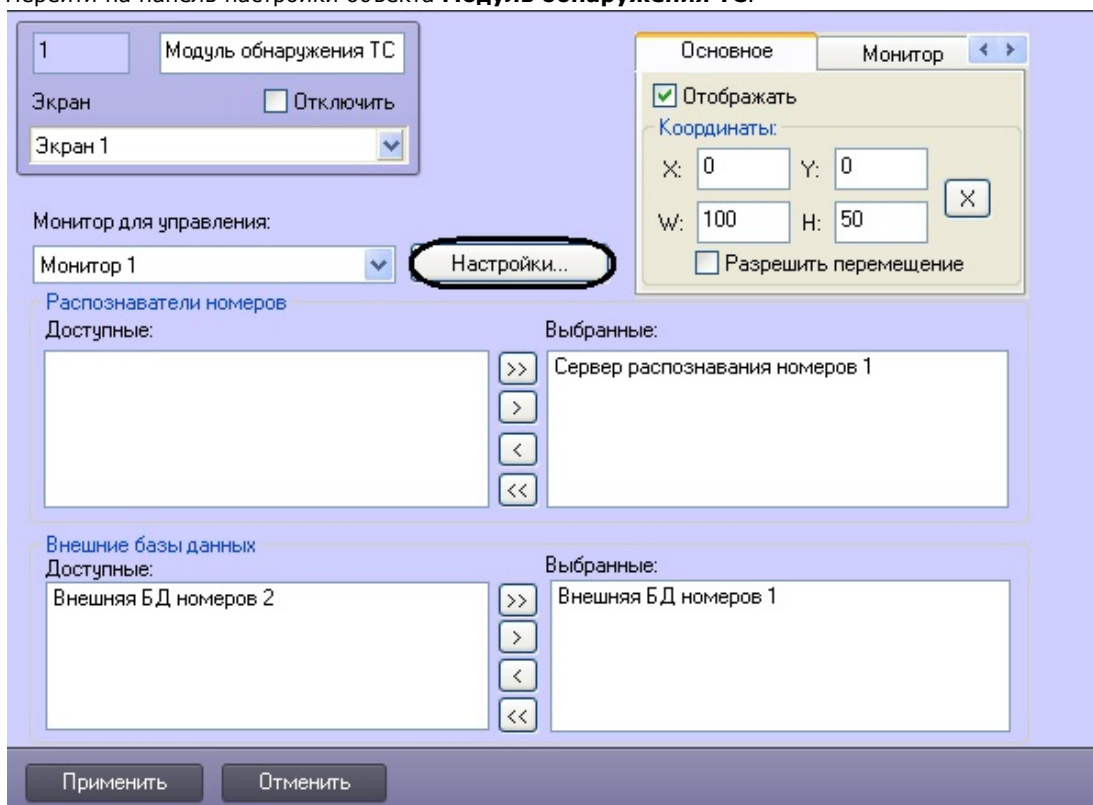 Перейти на панель настройки объекта Модуль обнаружения ТС.
1 Модуль обнаружения ТС
Экран Отключить
Экран 1
Основное Монитор
Отображать
Координаты:
X: 0 Y: 0
X
W: 100 H: 50
Разрешить перемещение
Монитор для управления:
Монитор 1 Настройки...
Распознаватели номеров
Доступные: Выбранные:
Сервер распознавания номеров 1
>>
>
<
<<
Внешние базы данных
Доступные: Выбранные:
Внешняя БД номеров 2 >> Внешняя БД номеров 1
>
<
<<
Применить Отменить